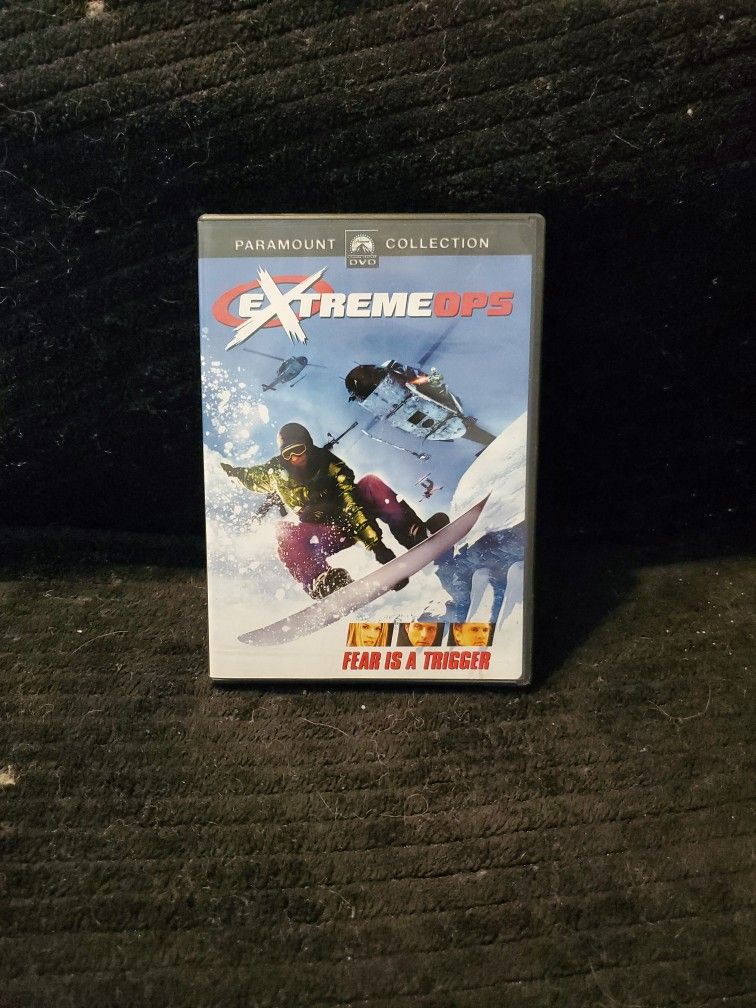 PARAMOUNT DVD COLLECTION
EXTREMEOPS
FEAR IS A TRIGGER